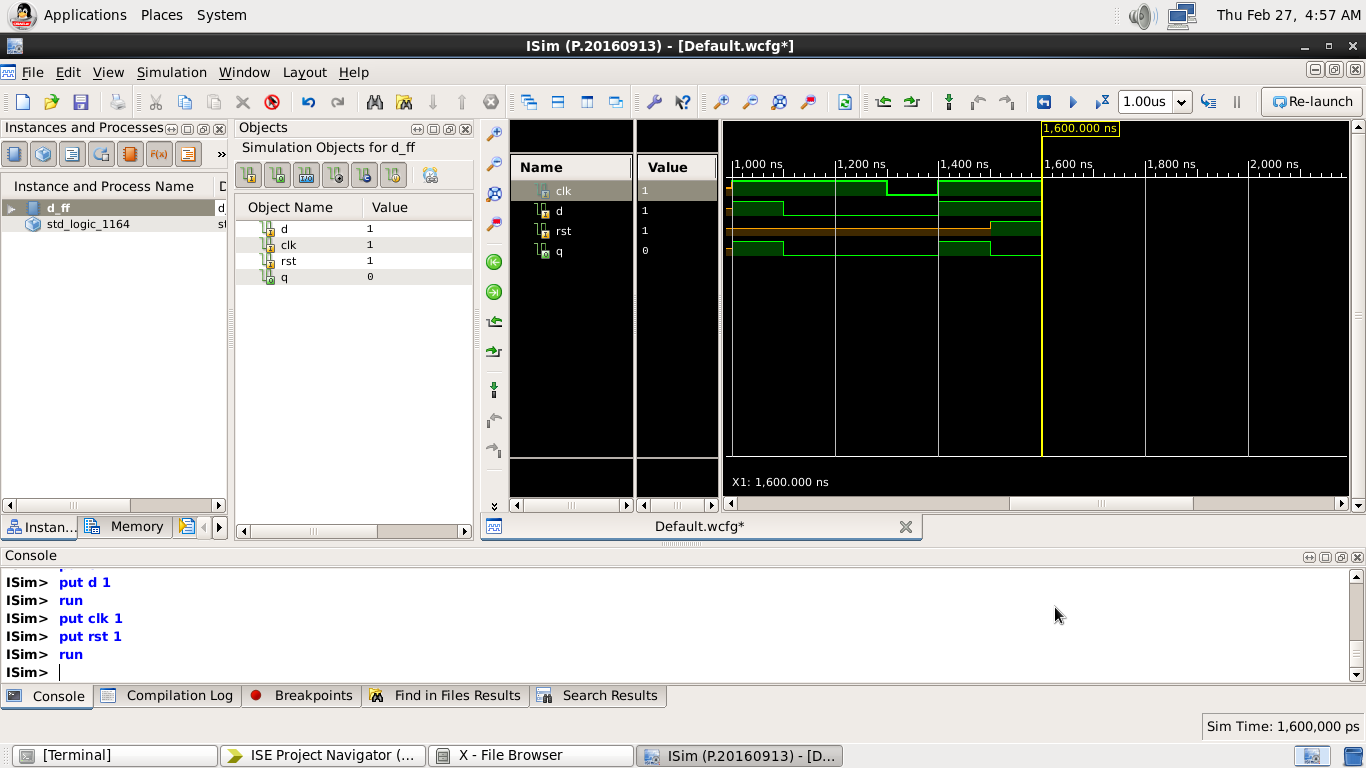 Applications Places System Thu Feb 27, 4:57 AM
ISim (P.20160913) - [Default.wcfg*]
File Edit View Simulation Window Layout Help
1.00us Re-launch
Instances and Processes
Instance and Process Name D
d_ff d_
std_logic_1164 st
Instan... Memory
Objects
Simulation Objects for d_ff
Object Name Value
d 1
clk 1
rst 1
q 0
Name Value
clk 1
d 1
rst 1
q 0
1,600.000 ns
1,000 ns 1,200 ns 1,400 ns 1,600 ns 1,800 ns 2,000 ns
X1: 1,600.000 ns
Default.wcfg*
Console
ISim> put d 1
ISim> run
ISim> put clk 1
ISim> put rst 1
ISim> run
ISim>
Console Compilation Log Breakpoints Find in Files Results Search Results
Sim Time: 1,600,000 ps
[Terminal] ISE Project Navigator (... X - File Browser ISim (P.20160913) - [D...